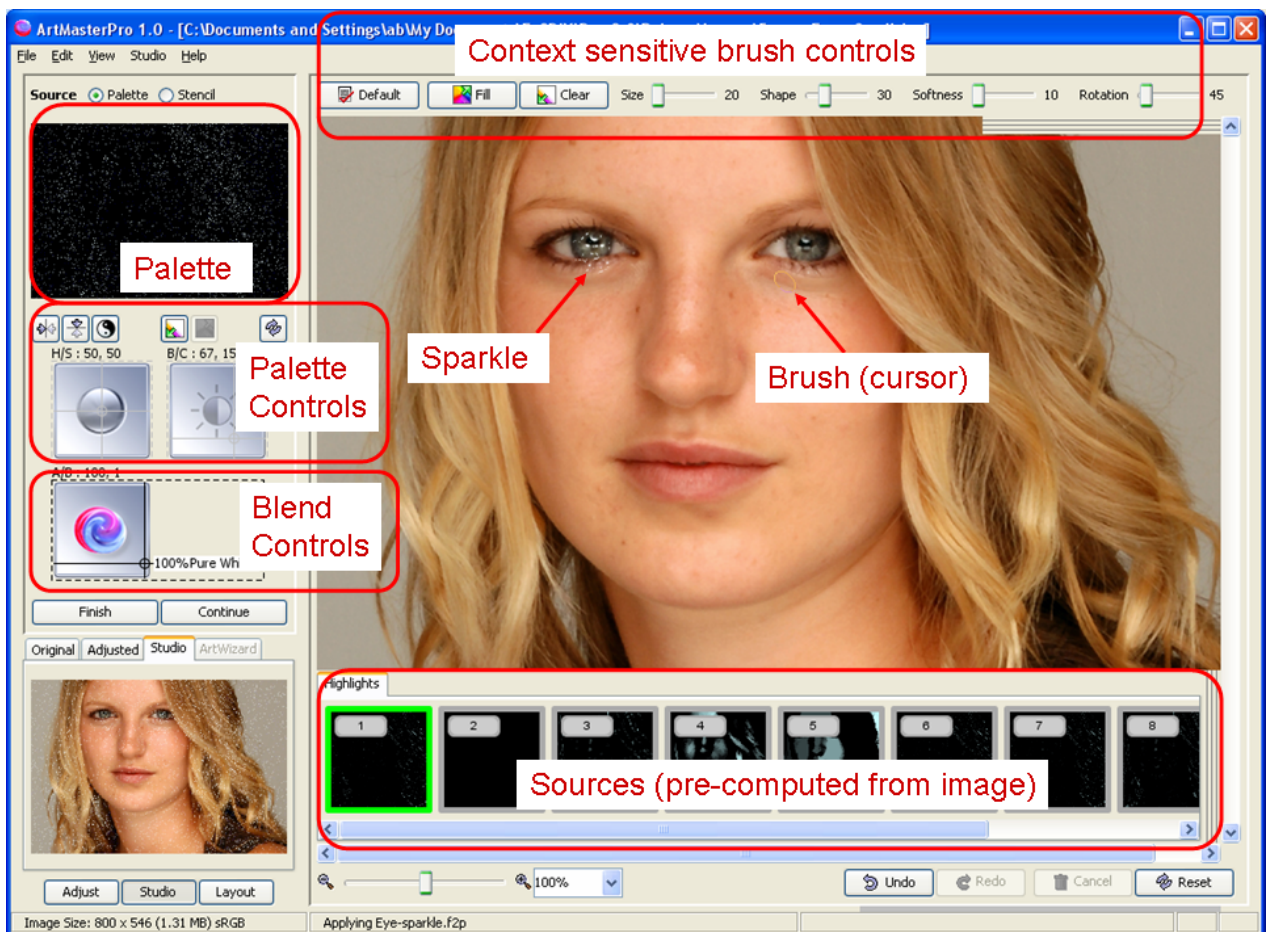 ArtMasterPro 1.0 - [C:\Documents and Settings\ab\My Do
Context sensitive brush controls
File Edit View Studio Help
Source Palette Stencil
Default Fill Clear Size 20 Shape 30 Softness 10 Rotation 45
Palette
H/S : 50, 50 B/C : 67, 15
Palette
Controls
Sparkle
Brush (cursor)
A/B : 100, 1
Blend
Controls
100%Pure Wh
Finish Continue
Original Adjusted Studio ArtWizard
Highlights
1 2 3 4 5 6 7 8
Sources (pre-computed from image)
100%
Undo Redo Cancel Reset
Adjust Studio Layout
Image Size: 800 x 546 (1.31 MB) sRGB
Applying Eye-sparkle.f2p